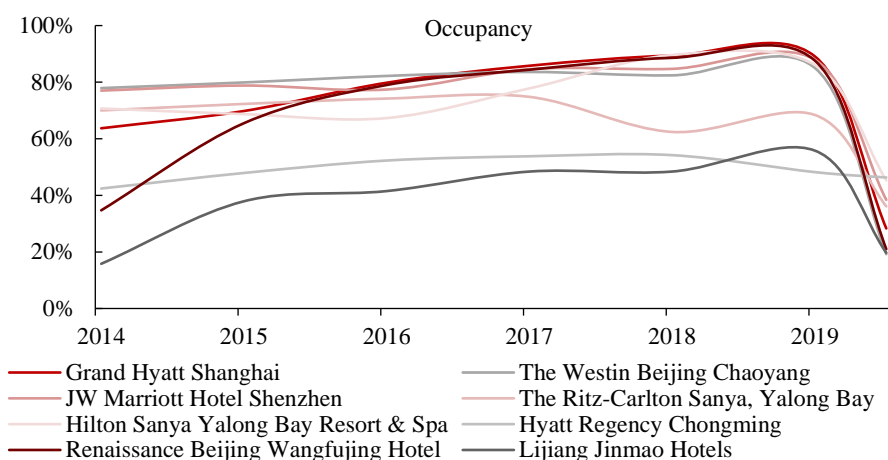 Occupancy
100%
80%
60%
40%
20%
0%
2014 2015 2016 2017 2018 2019
Grand Hyatt Shanghai The Westin Beijing Chaoyang
JW Marriott Hotel Shenzhen The Ritz-Carlton Sanya, Yalong Bay
Hilton Sanya Yalong Bay Resort & Spa Hyatt Regency Chongming
Renaissance Beijing Wangfujing Hotel Lijiang Jinmao Hotels